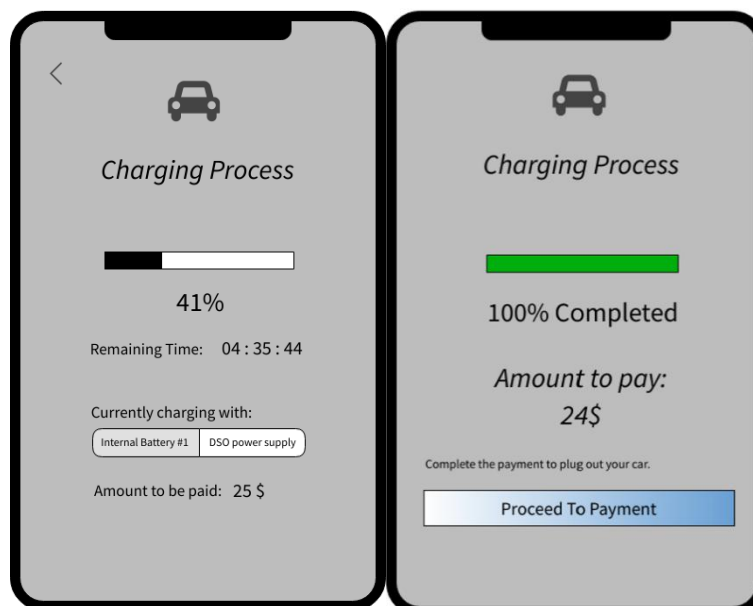 Charging Process
41%
Remaining Time: 04 : 35 : 44
Currently charging with:
Internal Battery #1 DSO power supply
Amount to be paid: 25 $
Charging Process
100% Completed
Amount to pay:
24$
Complete the payment to plug out your car.
Proceed To Payment